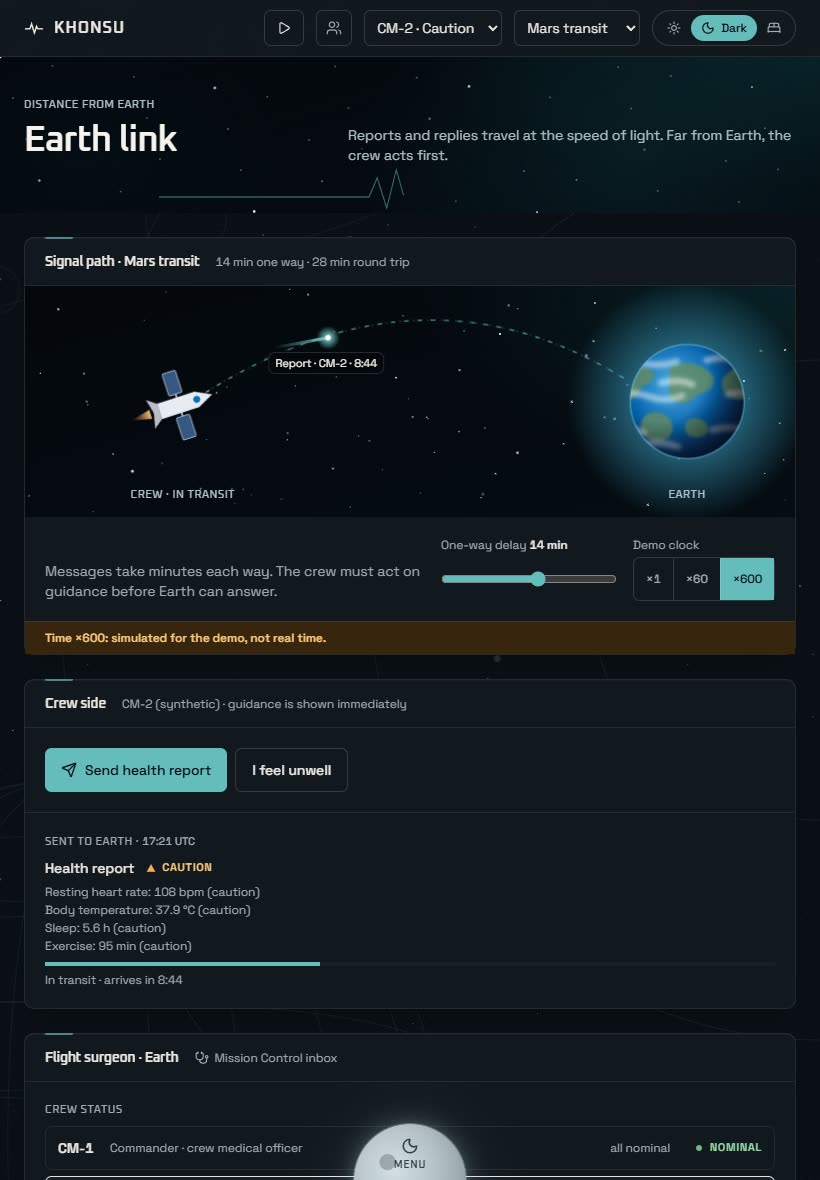 KHONSU
CM-2 · Caution
Mars transit
Dark
DISTANCE FROM EARTH
Earth link
Reports and replies travel at the speed of light. Far from Earth, the
crew acts first.
Signal path · Mars transit 14 min one way · 28 min round trip
Report · CM-2 · 8:44
CREW · IN TRANSIT
EARTH
Messages take minutes each way. The crew must act on
guidance before Earth can answer.
One-way delay 14 min
Demo clock
×1 ×60 ×600
Time ×600: simulated for the demo, not real time.
Crew side CM-2 (synthetic) · guidance is shown immediately
Send health report
I feel unwell
SENT TO EARTH · 17:21 UTC
Health report CAUTION
Resting heart rate: 108 bpm (caution)
Body temperature: 37.9 °C (caution)
Sleep: 5.6 h (caution)
Exercise: 95 min (caution)
In transit · arrives in 8:44
Flight surgeon · Earth Mission Control inbox
CREW STATUS
CM-1 Commander · crew medical officer all nominal NOMINAL
MENU